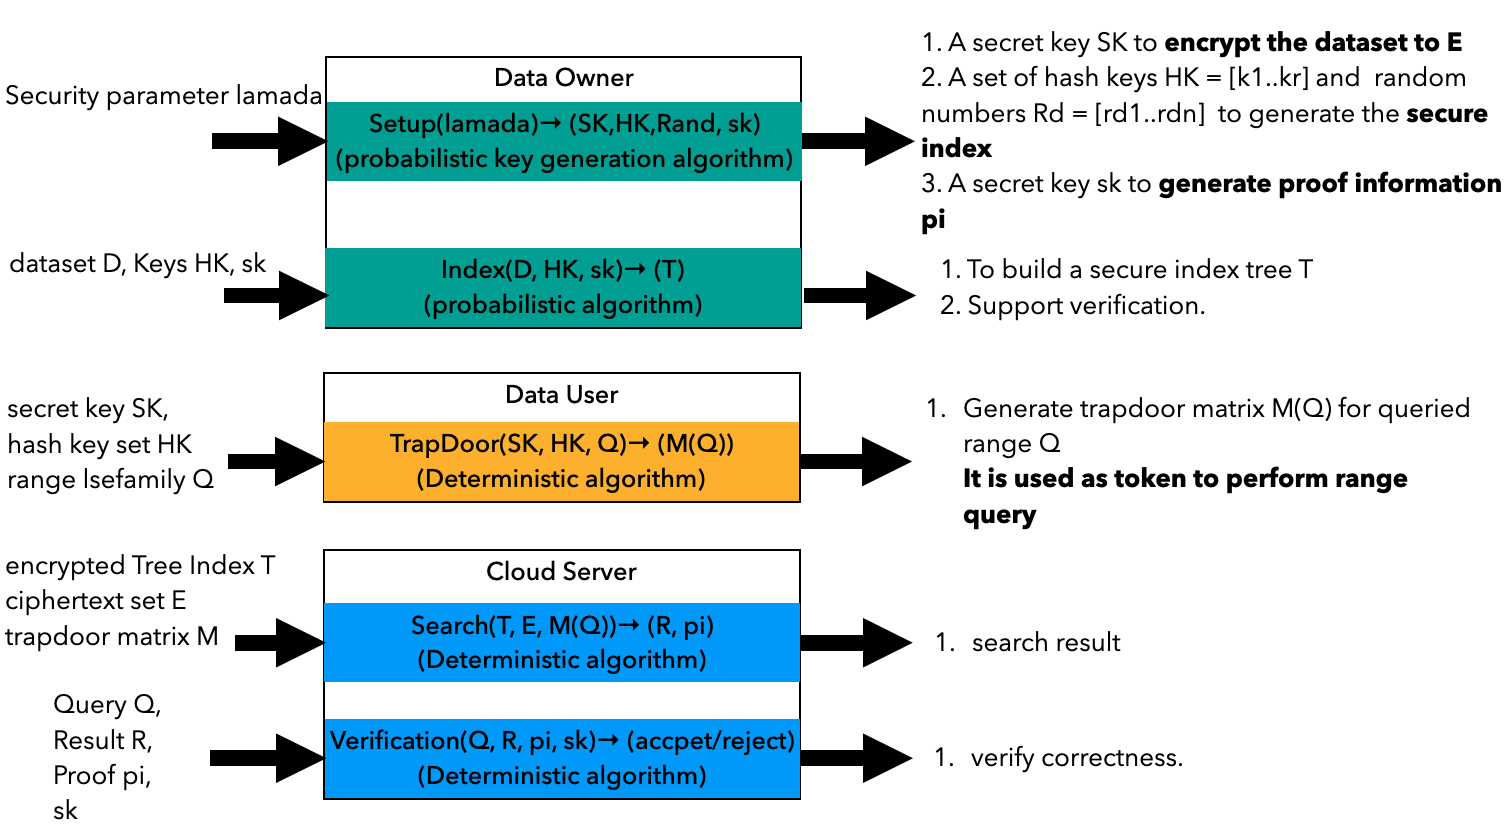 Security parameter lamada
Data Owner
Setup(lamada)→ (SK,HK,Rand, sk)
(probabilistic key generation algorithm)
1. A secret key SK to encrypt the dataset to E
2. A set of hash keys HK = [k1..kr] and random
numbers Rd = [rd1..rdn] to generate the secure
index
3. A secret key sk to generate proof information
pi
dataset D, Keys HK, sk
Index(D, HK, sk)→ (T)
(probabilistic algorithm)
1. To build a secure index tree T
2. Support verification.
secret key SK,
hash key set HK
range lsefamily Q
Data User
TrapDoor(SK, HK, Q)→ (M(Q))
(Deterministic algorithm)
1. Generate trapdoor matrix M(Q) for queried
range Q
It is used as token to perform range
query
encrypted Tree Index T
ciphertext set E
trapdoor matrix M
Cloud Server
Search(T, E, M(Q))→ (R, pi)
(Deterministic algorithm)
1. search result
Query Q,
Result R,
Proof pi,
sk
Verification(Q, R, pi, sk)→ (accpet/reject)
(Deterministic algorithm)
1. verify correctness.